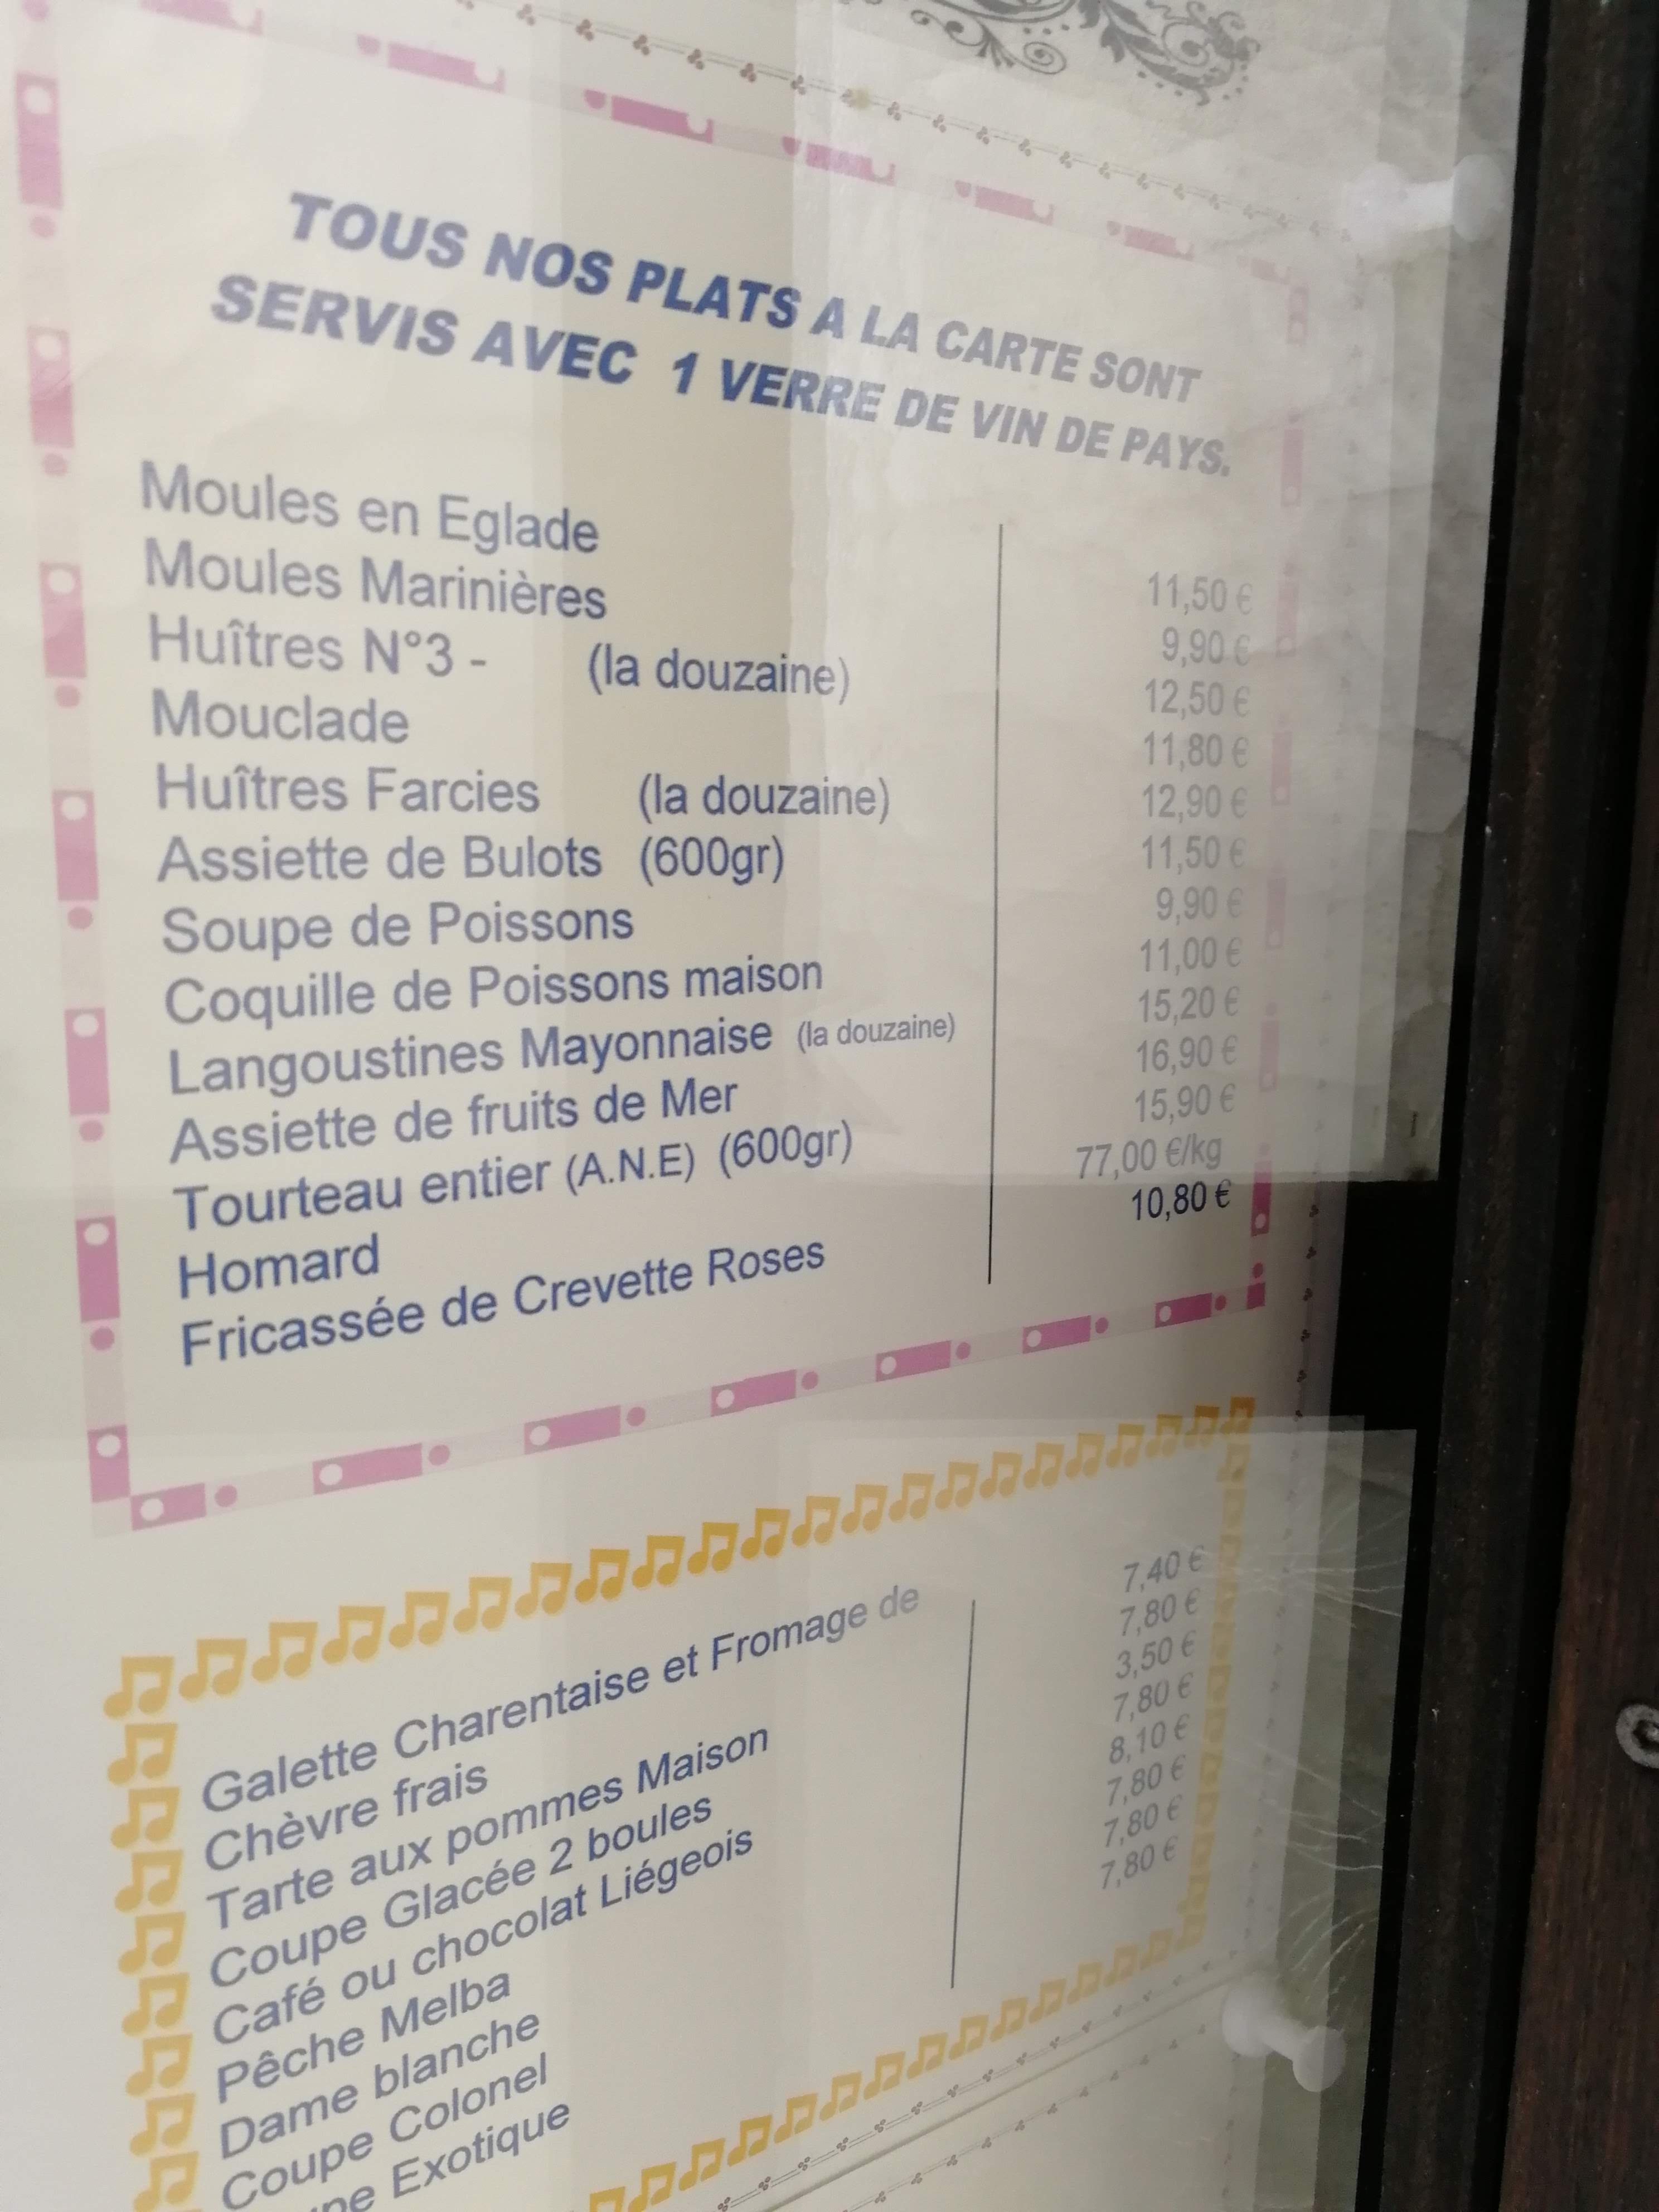 TOUS NOS PLATS A LA CARTE SONT
SERVIS AVEC 1 VERRE DE VIN DE PAYS.
Moules en Eglade 11,50 €
Moules Marinières 9,90 €
Huîtres N°3 - (la douzaine) 12,50 €
Mouclade 11,80 €
Huîtres Farcies (la douzaine) 12,90 €
Assiette de Bulots (600gr) 11,50 €
Soupe de Poissons 9,90 €
Coquille de Poissons maison 11,00 €
Langoustines Mayonnaise (la douzaine) 15,20 €
Assiette de fruits de Mer 16,90 €
Tourteau entier (A.N.E) (600gr) 15,90 €
Homard 77,00 €/kg
Fricassée de Crevette Roses 10,80 €
Galette Charentaise et Fromage de
Chèvre frais 7,40 €
Tarte aux pommes Maison 7,80 €
Coupe Glacée 2 boules 3,50 €
Café ou chocolat Liégeois 7,80 €
Pêche Melba 8,10 €
Dame blanche 7,80 €
Coupe Colonel 7,80 €
Exotique 7,80 €